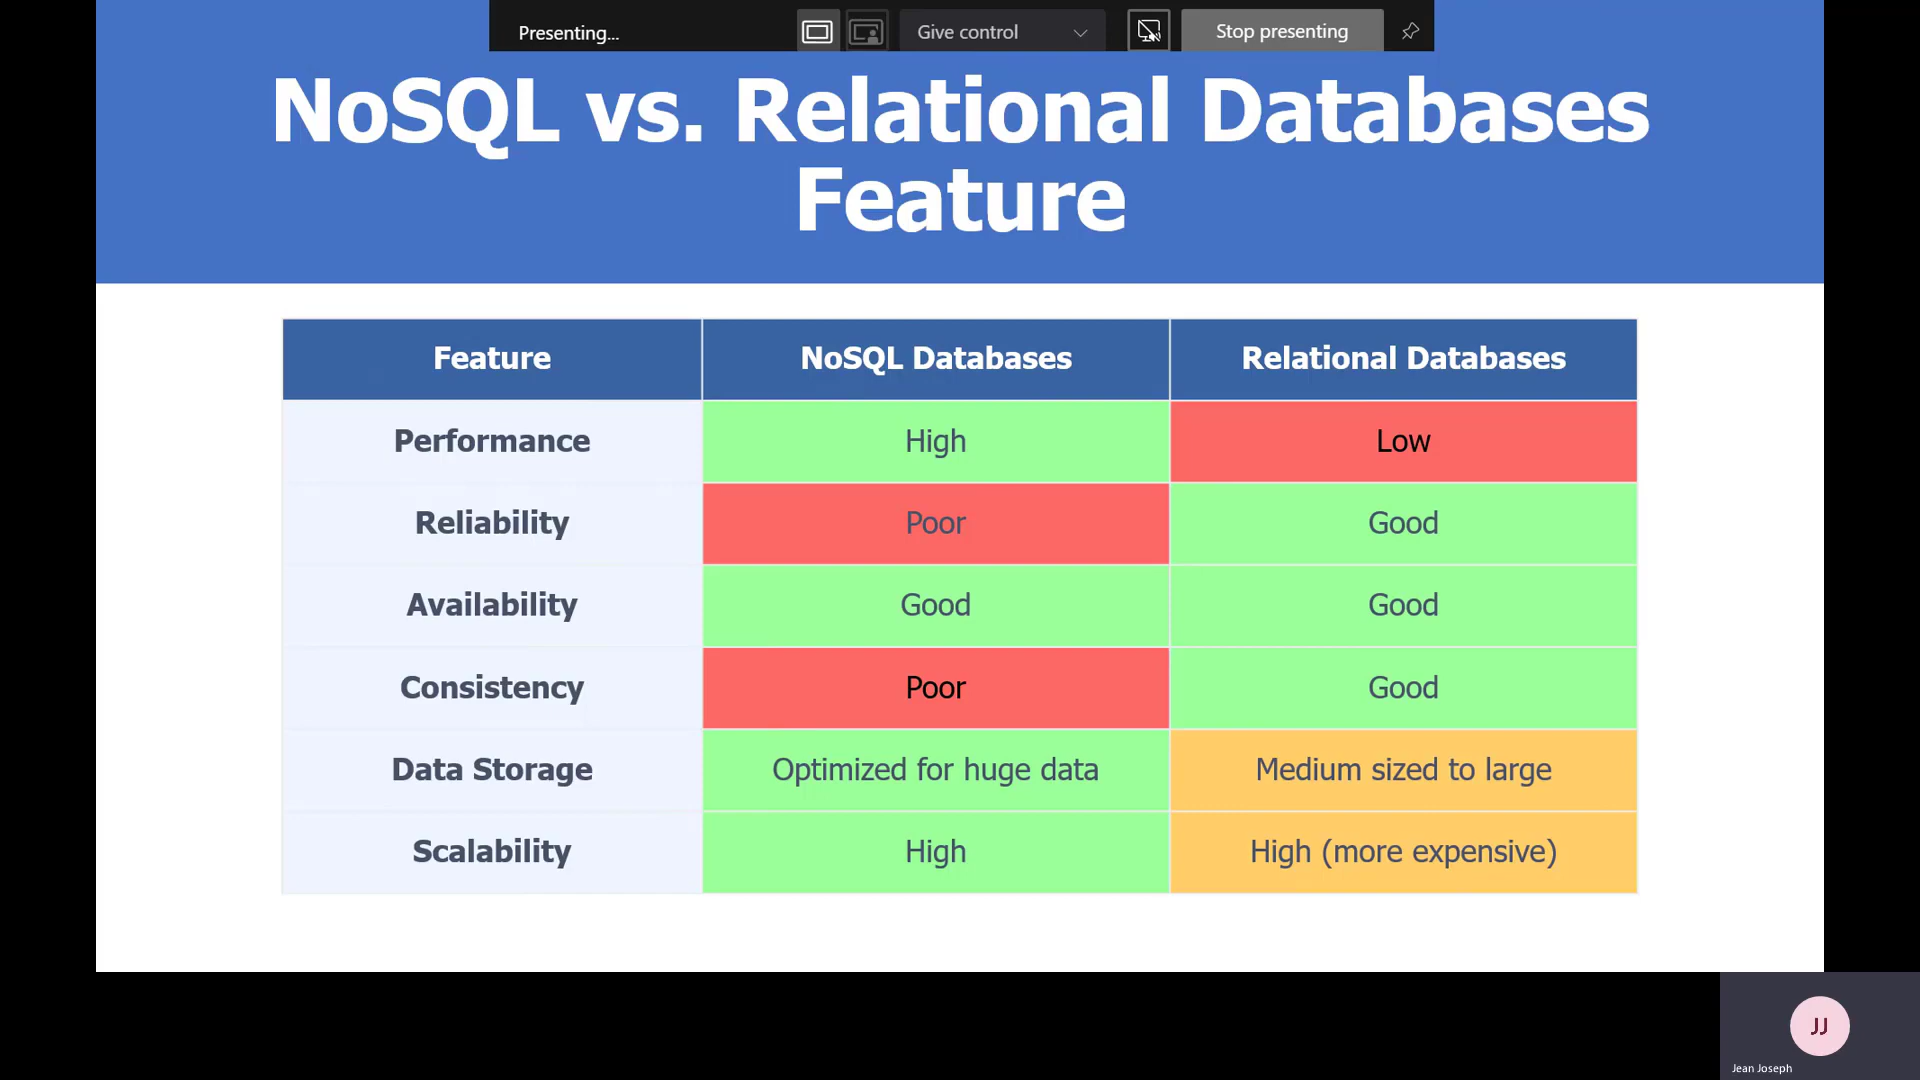 Presenting...
Give control
Stop presenting
NoSQL vs. Relational Databases
Feature
Feature NoSQL Databases Relational Databases
Performance High Low
Reliability Poor Good
Availability Good Good
Consistency Poor Good
Data Storage Optimized for huge data Medium sized to large
Scalability High High (more expensive)
JJ
Jean Joseph